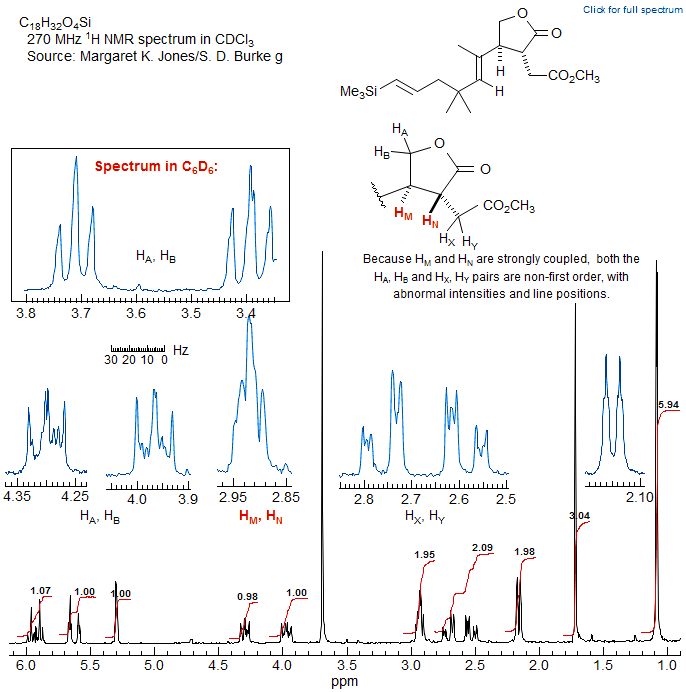 C18H32O4Si
270 MHz 1H NMR spectrum in CDCl3
Source: Margaret K. Jones/S. D. Burke g
Click for full spectrum
O
O
H
CO2CH3
Me3Si
H
HA
HB
O
O
HM
HN
CO2CH3
HX HY
Because HM and HN are strongly coupled, both the
HA, HB and HX, HY pairs are non-first order, with
abnormal intensities and line positions.
Spectrum in C6D6:
HA, HB
3.8 3.7 3.6 3.5 3.4
30 20 10 0 Hz
4.35 4.25
4.0 3.9
2.95 2.85
2.8 2.7 2.6 2.5
2.10
HA, HB
HM, HN
HX, HY
5.94
3.04
1.07
1.00
1.00
0.98
1.00
1.95
2.09
1.98
6.0 5.5 5.0 4.5 4.0 3.5 3.0 2.5 2.0 1.5 1.0
ppm